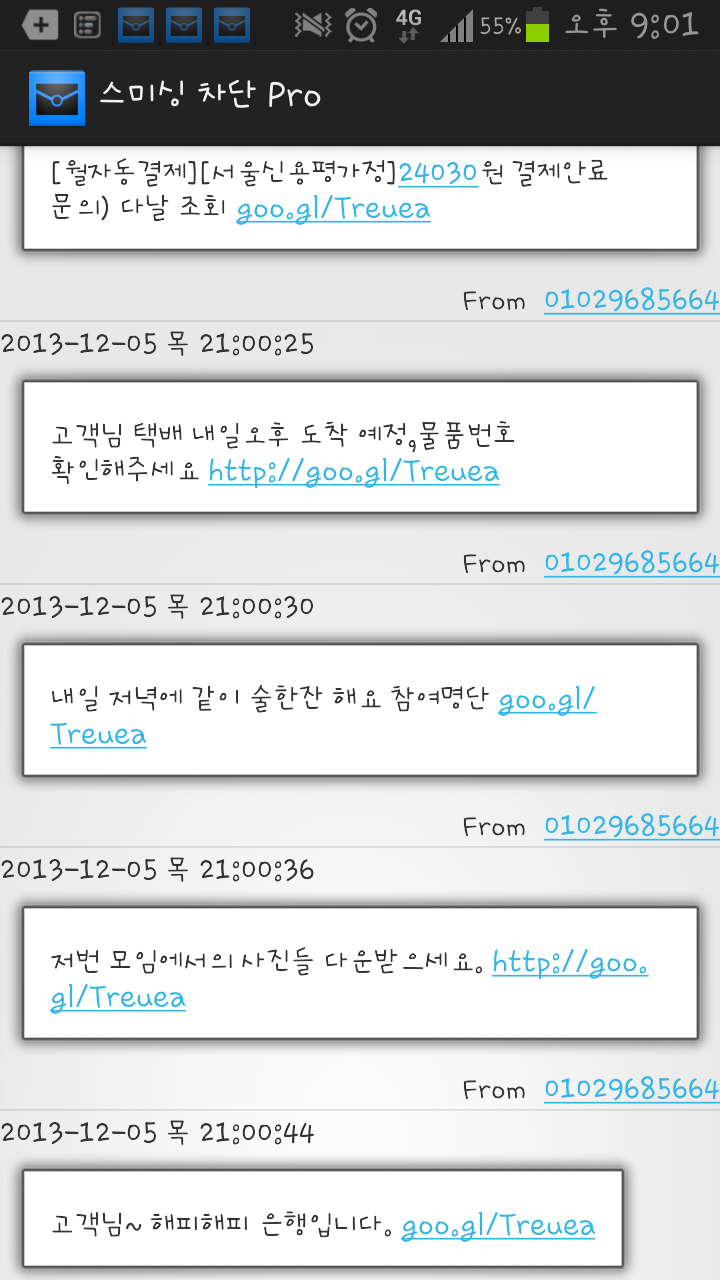 4G
55%
오후 9:01
스미싱 차단 Pro
[월자동결제][서울신용평가정]24030원 결제안료
문의) 다날 조회 goo.gl/Treuea
From 01029685664
2013-12-05 목 21:00:25
고객님 택배 내일오후 도착 예정,물품번호
확인해주세요 http://goo.gl/Treuea
From 01029685664
2013-12-05 목 21:00:30
내일 저녁에 같이 술한잔 해요 참여명단 goo.gl/
Treuea
From 01029685664
2013-12-05 목 21:00:36
저번 모임에서의 사진들 다운받으세요. http://goo.
gl/Treuea
From 01029685664
2013-12-05 목 21:00:44
고객님~ 해피해피 은행입니다. goo.gl/Treuea